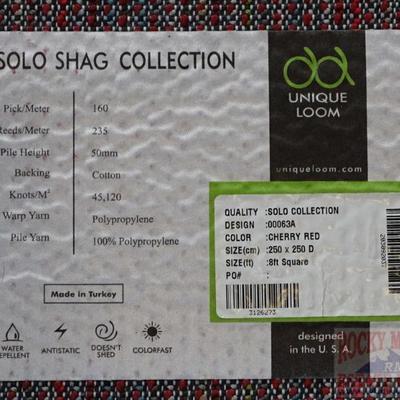 SOLO SHAG COLLECTION
Pick/Meter 160
Reeds/Meter 235
Pile Height 50mm
Backing Cotton
Knots/M² 45,120
Warp Yarn Polypropylene
Pile Yarn 100% Polypropylene
Made in Turkey
WATER
REPELLENT
ANTISTATIC
DOESN'T
SHED
COLORFAST
UNIQUE
LOOM
uniqueloom.com
QUALITY :SOLO COLLECTION
DESIGN :00063A
COLOR :CHERRY RED
SIZE(cm) :250 x 250 D
SIZE(ft) :8ft Square
PO# :
3126273
designed
in the U.S.A.
ROCKY M